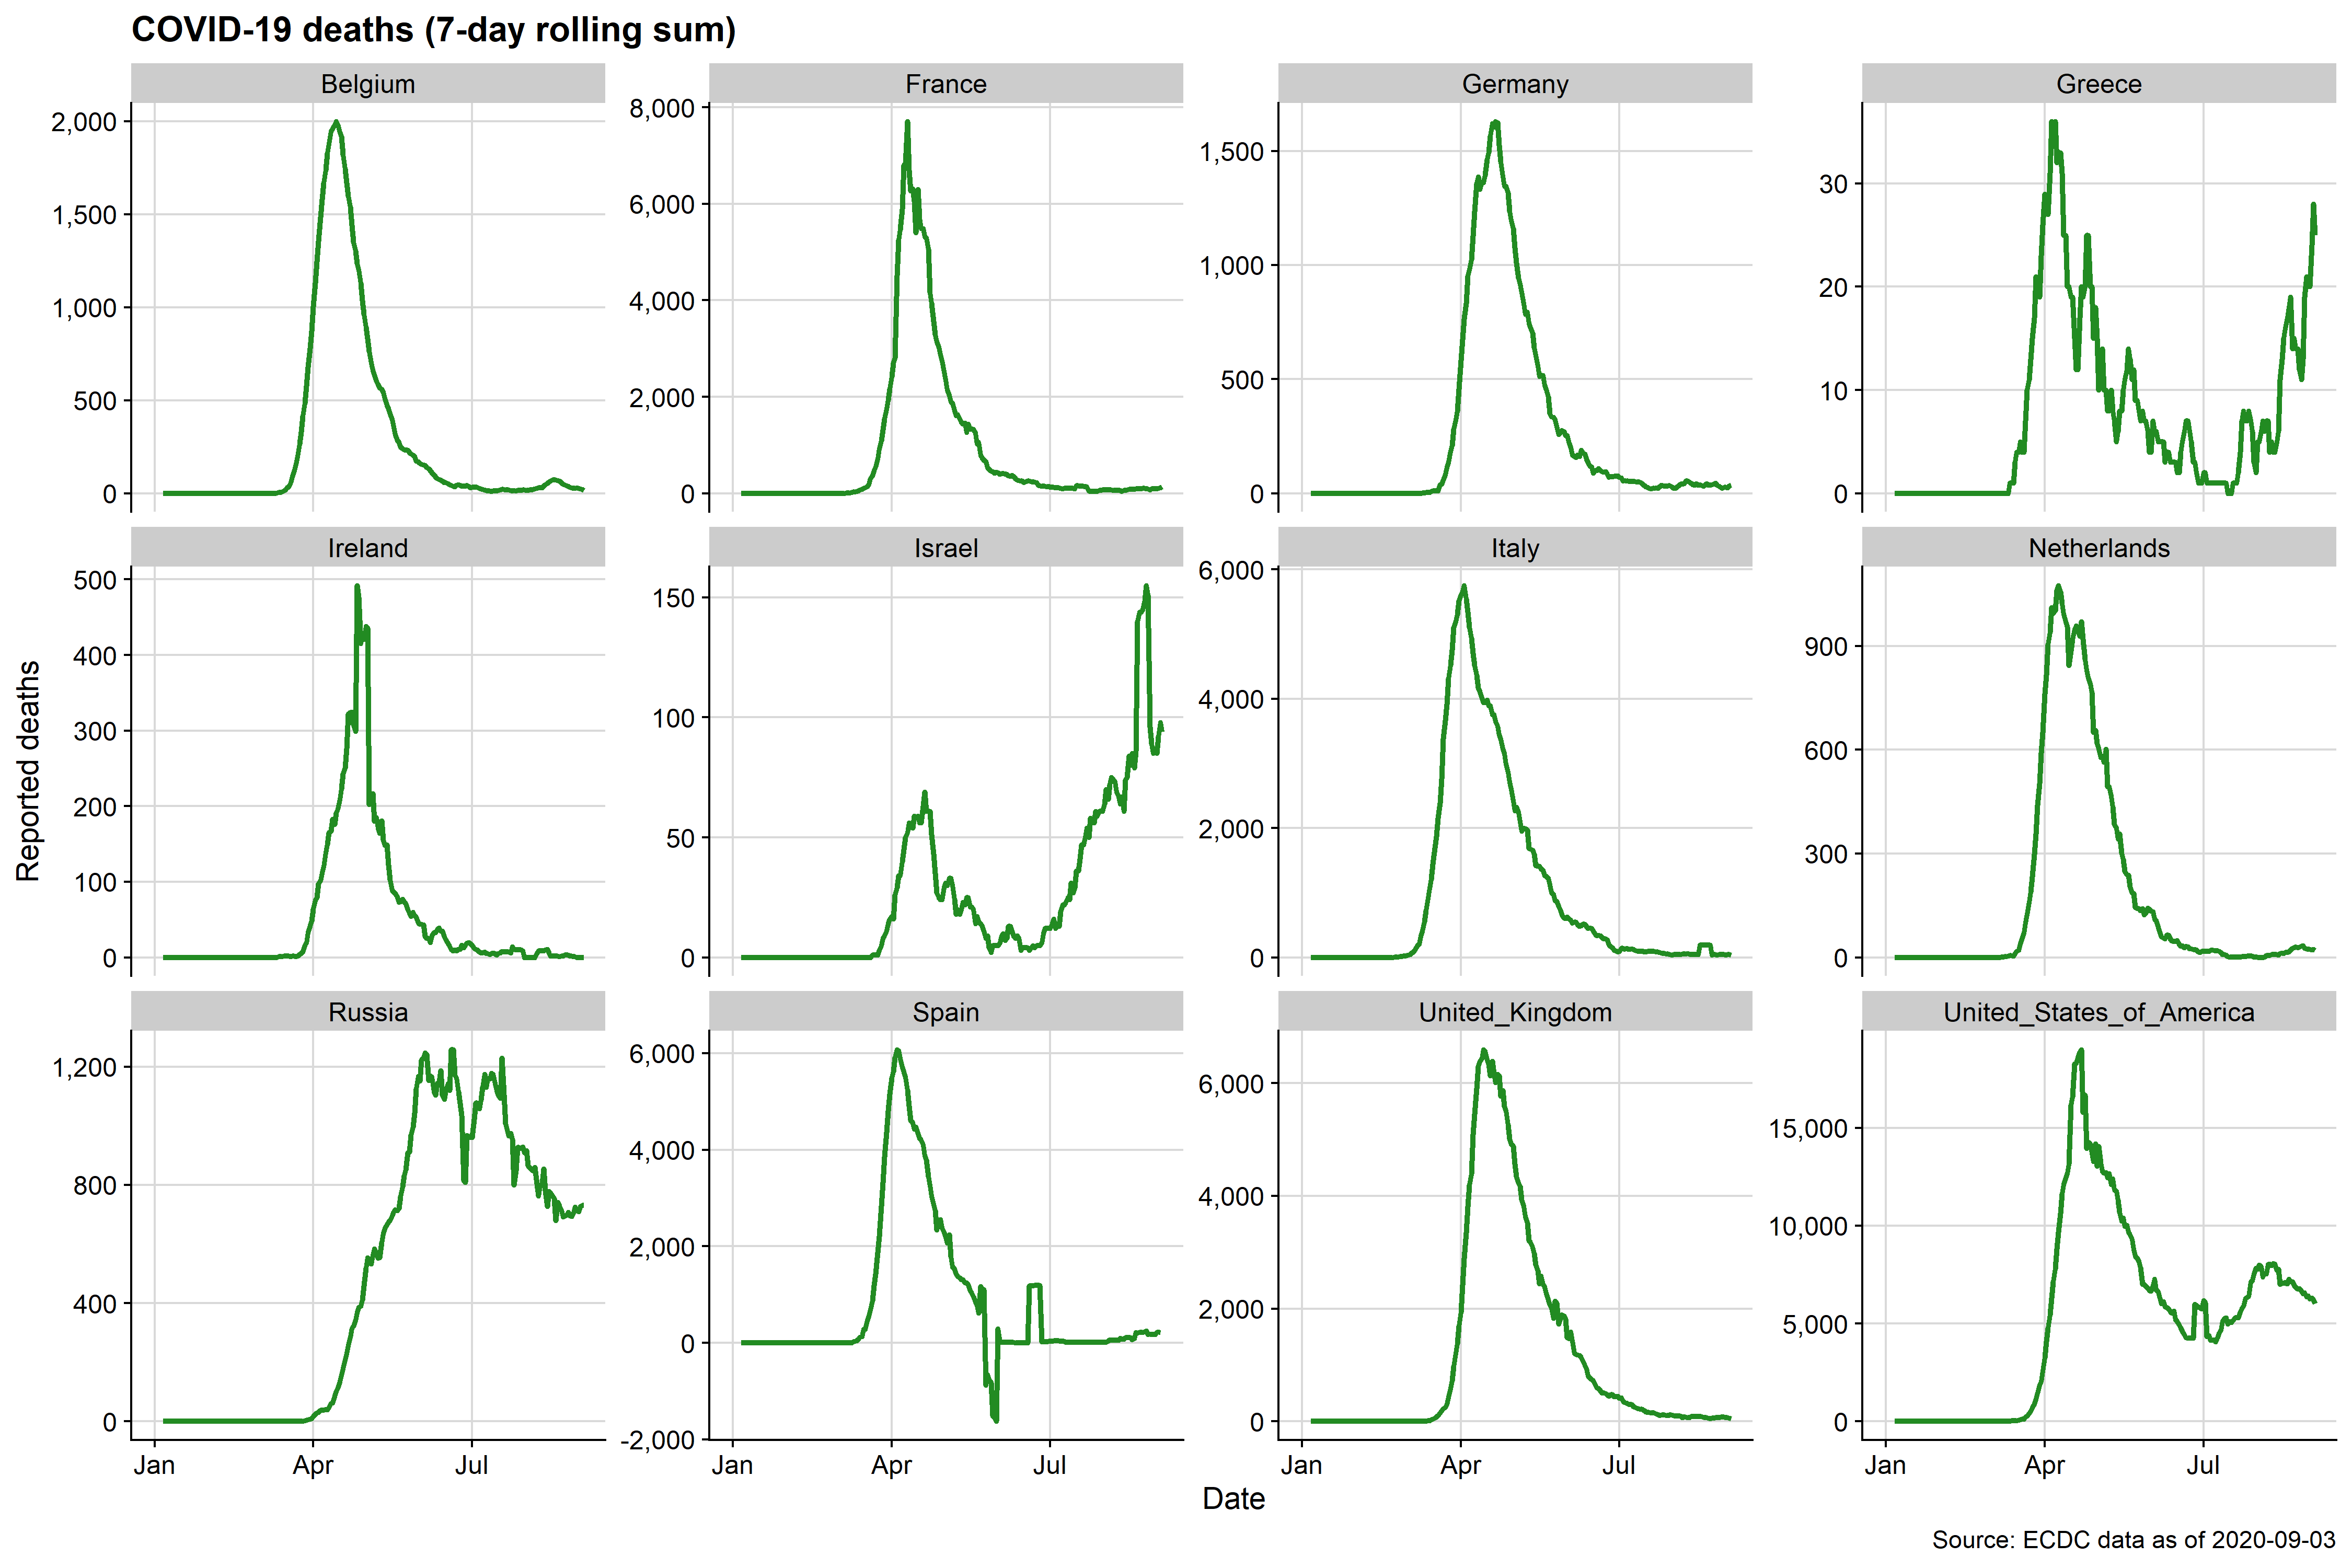 COVID-19 deaths (7-day rolling sum)
Belgium
France
Germany
Greece
2,000
1,500
1,000
500
0
8,000
6,000
4,000
2,000
0
1,500
1,000
500
0
30
20
10
0
Ireland
Israel
Italy
Netherlands
500
400
300
200
100
0
150
100
50
0
6,000
4,000
2,000
0
900
600
300
0
Reported deaths
Russia
Spain
United_Kingdom
United_States_of_America
1,200
800
400
0
6,000
4,000
2,000
0
-2,000
6,000
4,000
2,000
0
15,000
10,000
5,000
0
Jan Apr Jul
Jan Apr Jul
Jan Apr Jul
Jan Apr Jul
Date
Source: ECDC data as of 2020-09-03